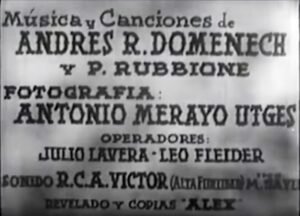 Música y Canciones de
ANDRES R. DOMENECH
Y P. RUBBIONE
FOTOGRAFIA:
ANTONIO MERAYO UTGES
OPERADORES:
JULIO LAVERA - LEO FLEIDER
SONIDO R.C.A. VICTOR (ALTA FIDELIDAD) M.
REVELADO Y COPIAS "ALEX"